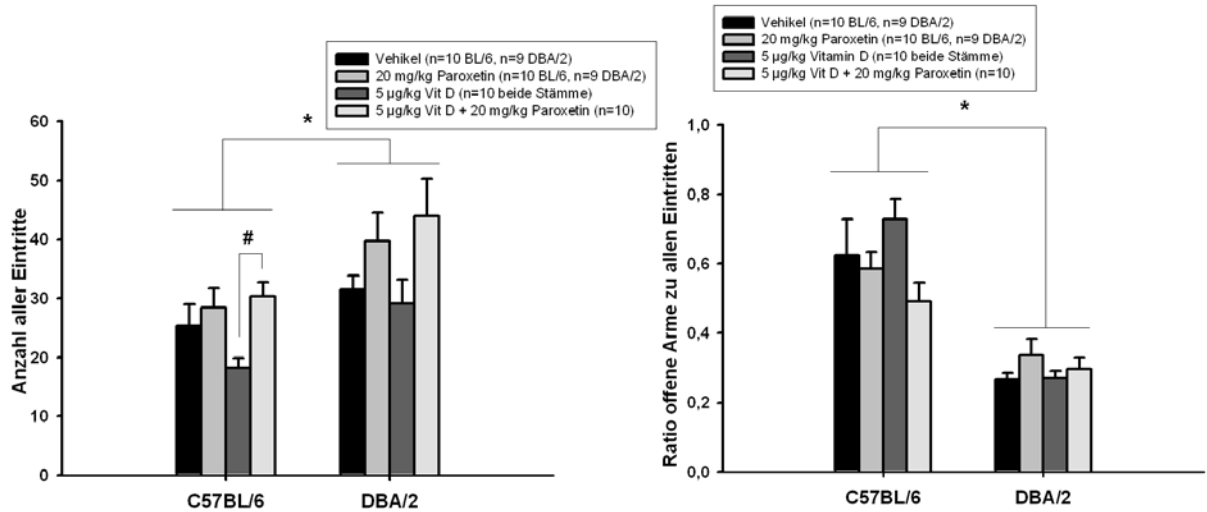 Vehikel (n=10 BL/6, n=9 DBA/2)
20 mg/kg Paroxetin (n=10 BL/6, n=9 DBA/2)
5 µg/kg Vit D (n=10 beide Stämme)
5 µg/kg Vit D + 20 mg/kg Paroxetin (n=10)
Anzahl aller Eintritte
60
50
40
30
20
10
0
*
#
C57BL/6
DBA/2
Vehikel (n=10 BL/6, n=9 DBA/2)
20 mg/kg Paroxetin (n=10 BL/6, n=9 DBA/2)
5 µg/kg Vitamin D (n=10 beide Stämme)
5 µg/kg Vit D + 20 mg/kg Paroxetin (n=10)
Ratio offene Arme zu allen Eintritten
1,0
0,8
0,6
0,4
0,2
0,0
*
C57BL/6
DBA/2